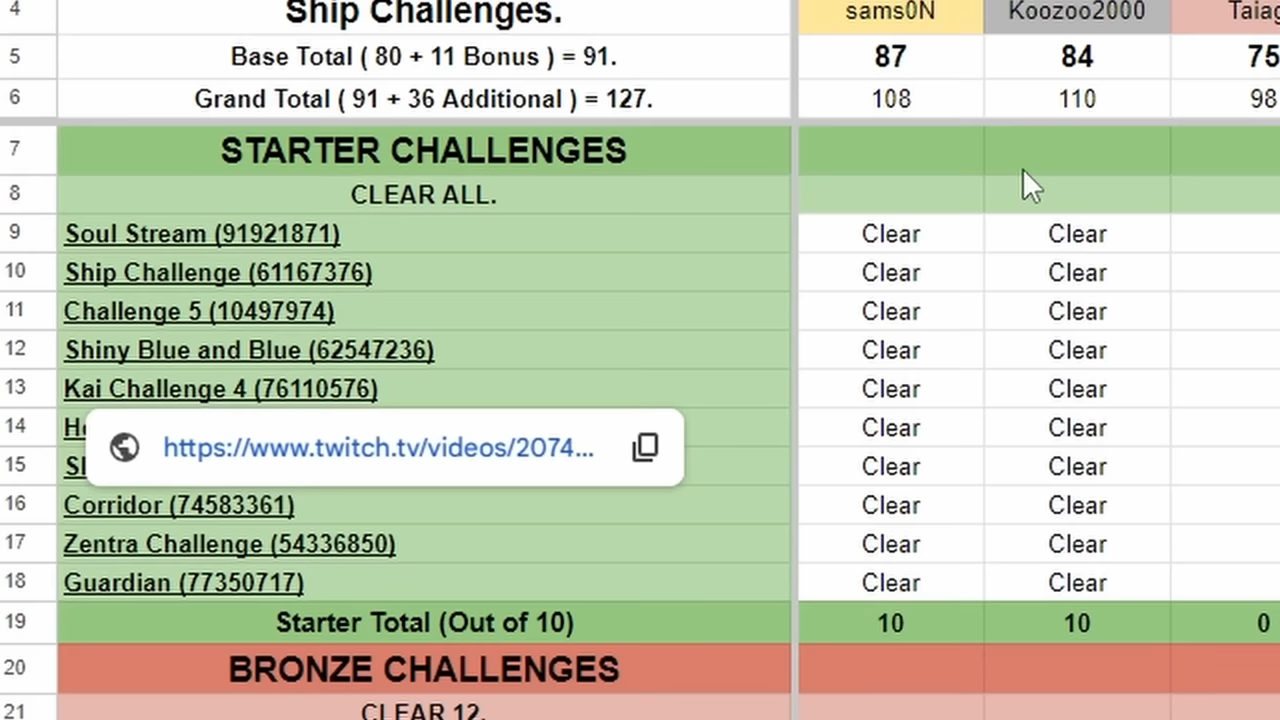 4 Ship Challenges. sams0N Koozoo2000 Taiag
5 Base Total ( 80 + 11 Bonus ) = 91. 87 84 75
6 Grand Total ( 91 + 36 Additional ) = 127. 108 110 98
7 STARTER CHALLENGES
8 CLEAR ALL.
9 Soul Stream (91921871) Clear Clear
10 Ship Challenge (61167376) Clear Clear
11 Challenge 5 (10497974) Clear Clear
12 Shiny Blue and Blue (62547236) Clear Clear
13 Kai Challenge 4 (76110576) Clear Clear
14 Clear Clear
https://www.twitch.tv/videos/2074...
15 Clear Clear
16 Corridor (74583361) Clear Clear
17 Zentra Challenge (54336850) Clear Clear
18 Guardian (77350717) Clear Clear
19 Starter Total (Out of 10) 10 10 0
20 BRONZE CHALLENGES
21 CLEAR 12.